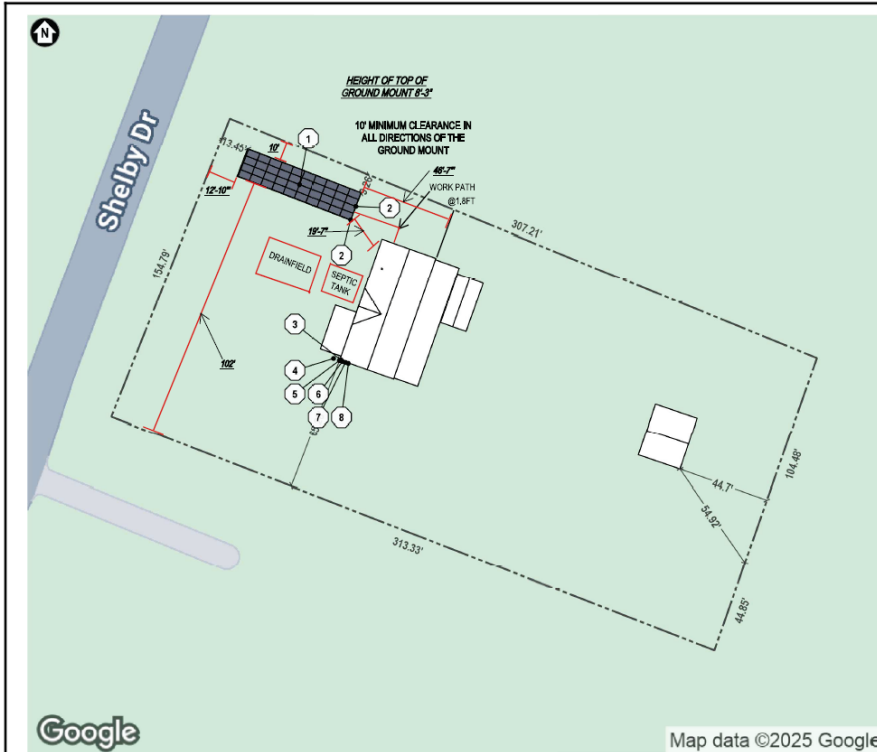 N
HEIGHT OF TOP OF
GROUND MOUNT 8'-3"
10' MINIMUM CLEARANCE IN
ALL DIRECTIONS OF THE
GROUND MOUNT
Shelby Dr
1
13.45'
10'
46'-7"
WORK PATH
@1.8FT
12'-10"
2
307.21'
19'-7"
2
DRAINFIELD
SEPTIC
TANK
154.79'
3
4
102'
5
6
7
8
44.7'
104.48'
54.92'
313.33'
44.85'
Google
Map data ©2025 Google